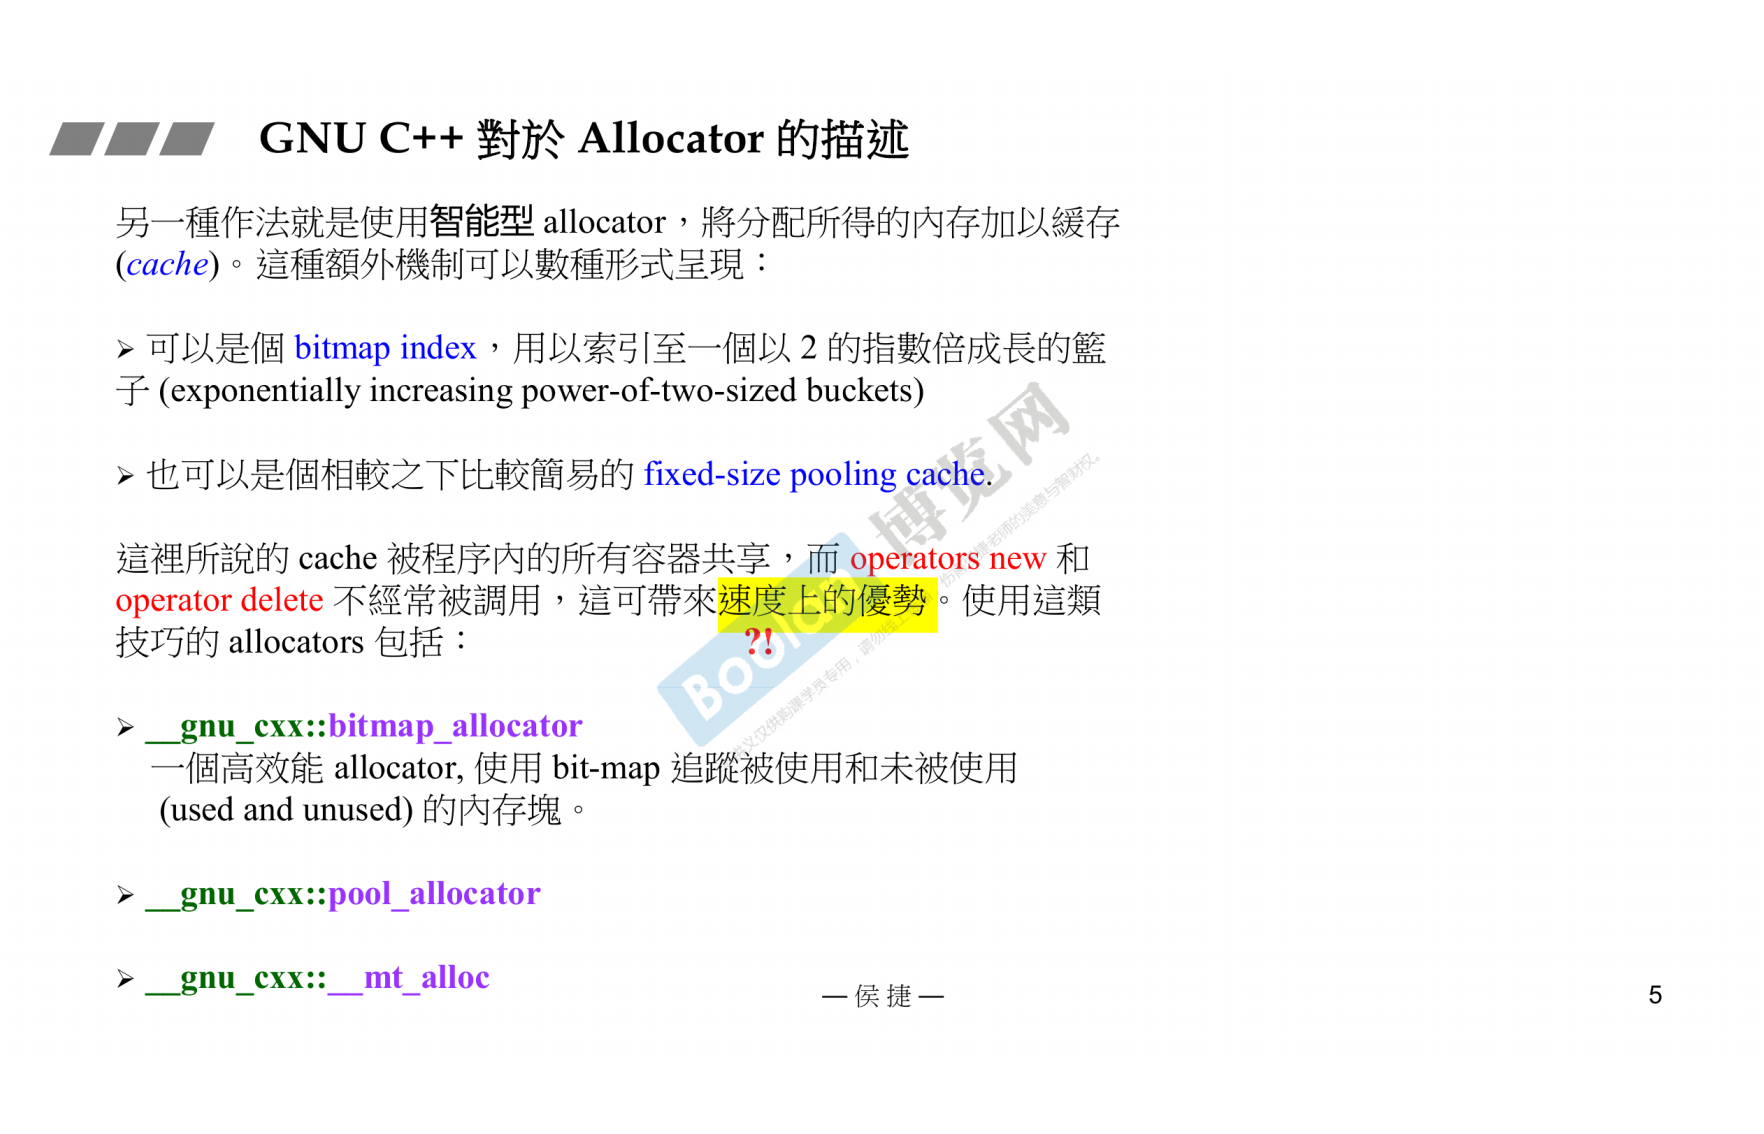 GNU C++ 對於 Allocator 的描述
另一種作法就是使用智能型 allocator，將分配所得的內存加以緩存
(cache)。這種額外機制可以數種形式呈現：
➢ 可以是個 bitmap index，用以索引至一個以 2 的指數倍成長的籃
子 (exponentially increasing power-of-two-sized buckets)
➢ 也可以是個相較之下比較簡易的 fixed-size pooling cache.
這裡所說的 cache 被程序內的所有容器共享，而 operators new 和
operator delete 不經常被調用，這可帶來速度上的優勢。使用這類
技巧的 allocators 包括：
?!
➢ __gnu_cxx::bitmap_allocator
一個高效能 allocator, 使用 bit-map 追蹤被使用和未被使用
(used and unused) 的內存塊。
➢ __gnu_cxx::pool_allocator
➢ __gnu_cxx::__mt_alloc
— 侯捷 —
5
Boolan 博览网